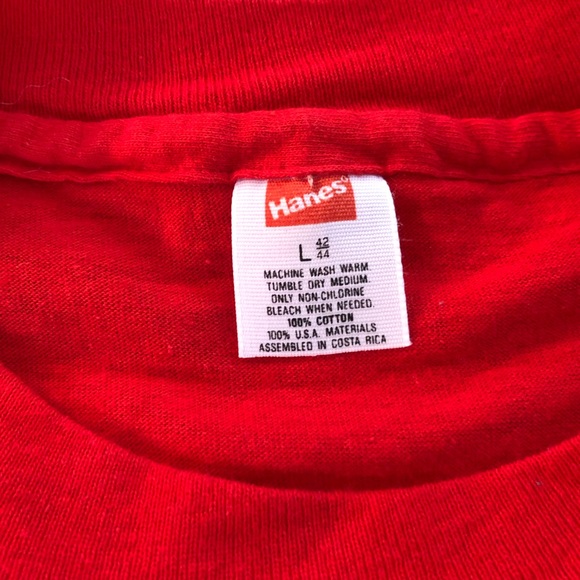 Hanes®
L 42/44
MACHINE WASH WARM.
TUMBLE DRY MEDIUM.
ONLY NON-CHLORINE
BLEACH WHEN NEEDED.
100% COTTON
100% U.S.A. MATERIALS
ASSEMBLED IN COSTA RICA